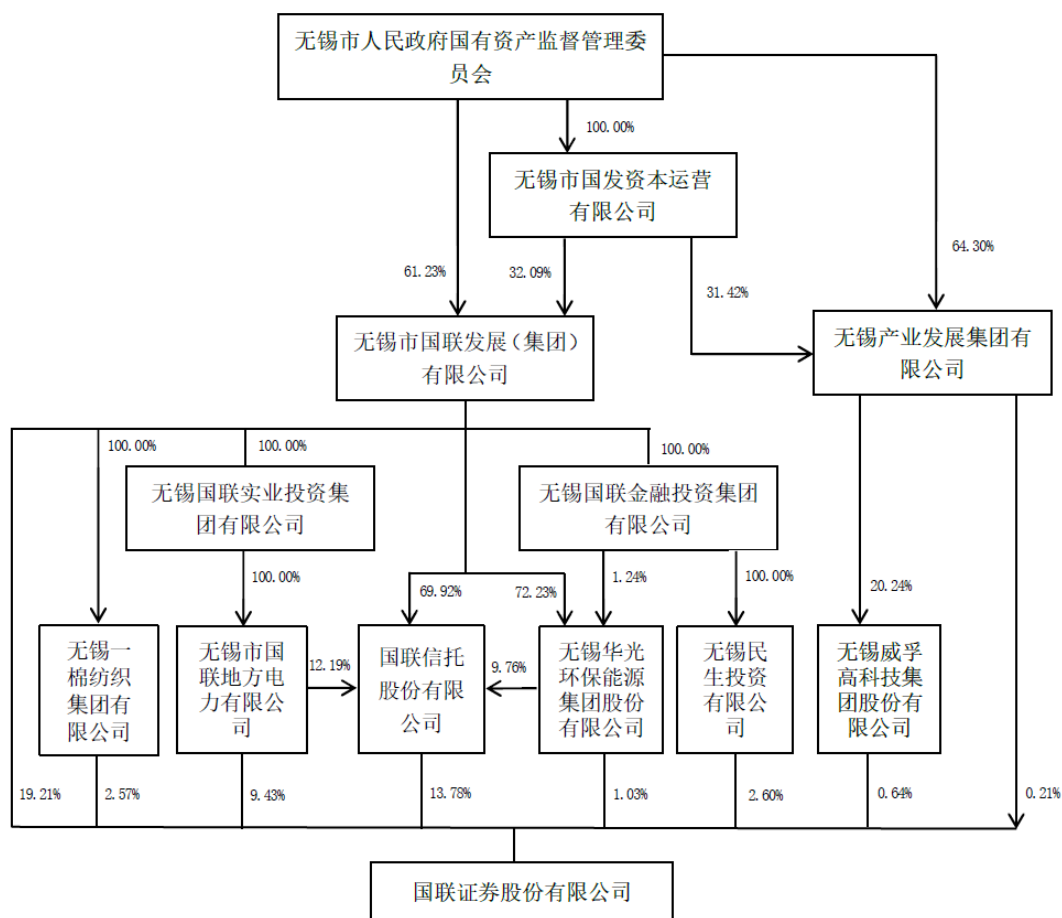 无锡市人民政府国有资产监督管理委
员会
100.00%
无锡市国发资本运营
有限公司
61.23%
32.09%
31.42%
64.30%
无锡市国联发展（集团）
有限公司
无锡产业发展集团有
限公司
100.00%
100.00%
100.00%
无锡国联实业投资集
团有限公司
无锡国联金融投资集团
有限公司
100.00%
69.92%
72.23%
1.24%
100.00%
20.24%
无锡一
棉纺织
集团有
限公司
无锡市国
联地方电
力有限公
司
12.19%
国联信托
股份有限
公司
9.76%
无锡华光
环保能源
集团股份
有限公司
无锡民
生投资
有限公
司
无锡威孚
高科技集
团股份有
限公司
19.21%
2.57%
9.43%
13.78%
1.03%
2.60%
0.64%
0.21%
国联证券股份有限公司